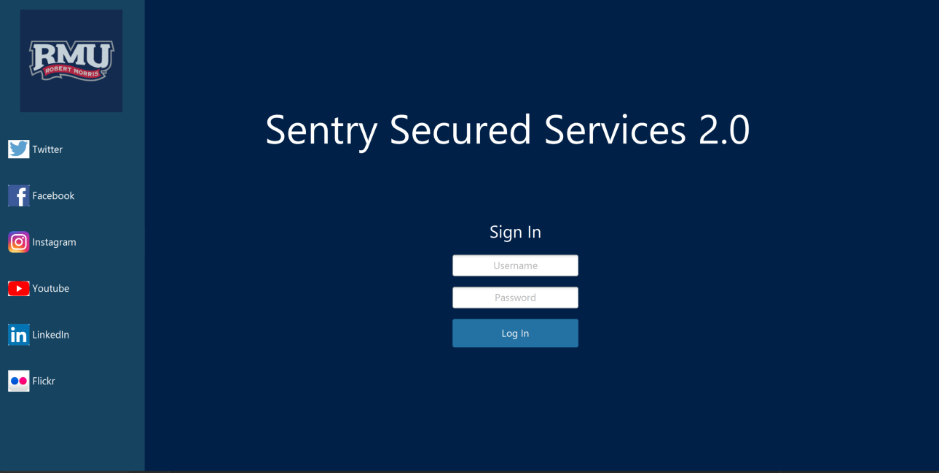 RMU
ROBERT MORRIS
Twitter
Facebook
Instagram
Youtube
LinkedIn
Flickr
Sentry Secured Services 2.0
Sign In
Username
Password
Log In